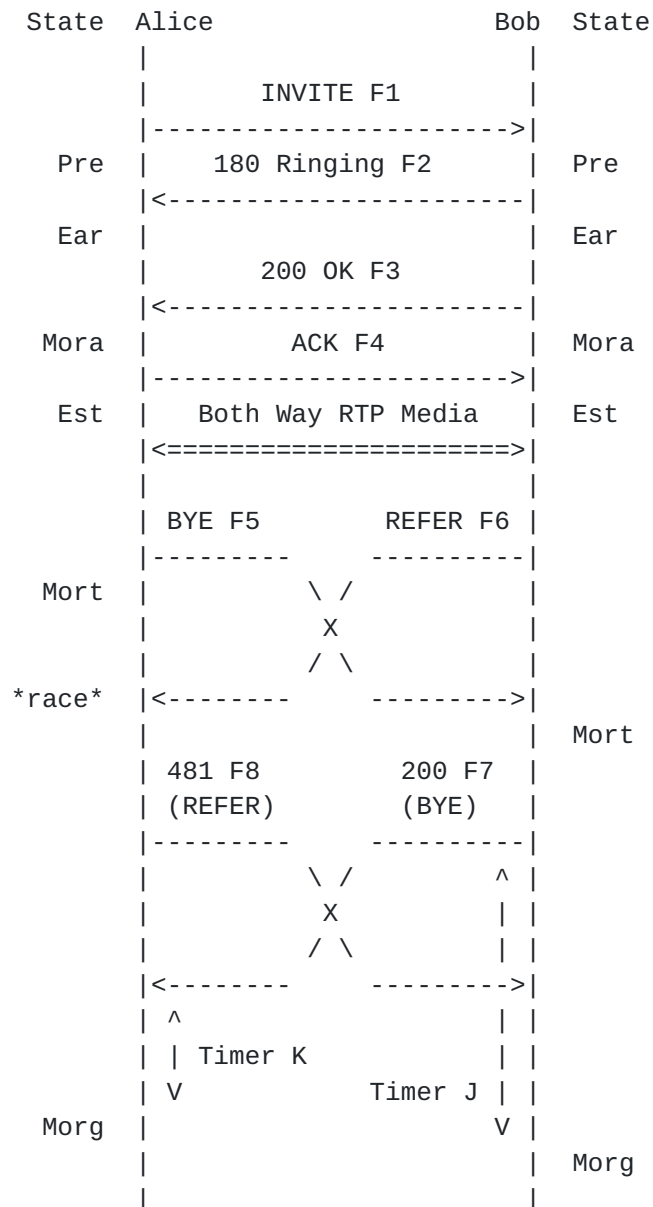 State  Alice                  Bob  State
       |                        |
       |       INVITE F1        |
       |----------------------->|
  Pre  |    180 Ringing F2      |  Pre
       |<-----------------------|
  Ear  |                        |  Ear
       |       200 OK F3        |
       |<-----------------------|
 Mora  |         ACK F4         |  Mora
       |----------------------->|
  Est  |   Both Way RTP Media   |  Est
       |<======================>|
       |                        |
       | BYE F5        REFER F6 |
       |---------     ----------|
 Mort  |          \ /           |
       |           X            |
       |          / \           |
*race* |<--------     --------->|
       |                        |  Mort
       | 481 F8         200 F7  |
       | (REFER)        (BYE)   |
       |---------     ----------|
       |          \ /         ^ |
       |           X          | |
       |          / \         | |
       |<--------     --------->|
       | ^                    | |
       | | Timer K            | |
       | V            Timer J | |
 Morg  |                      V |
       |                        |  Morg
       |                        |